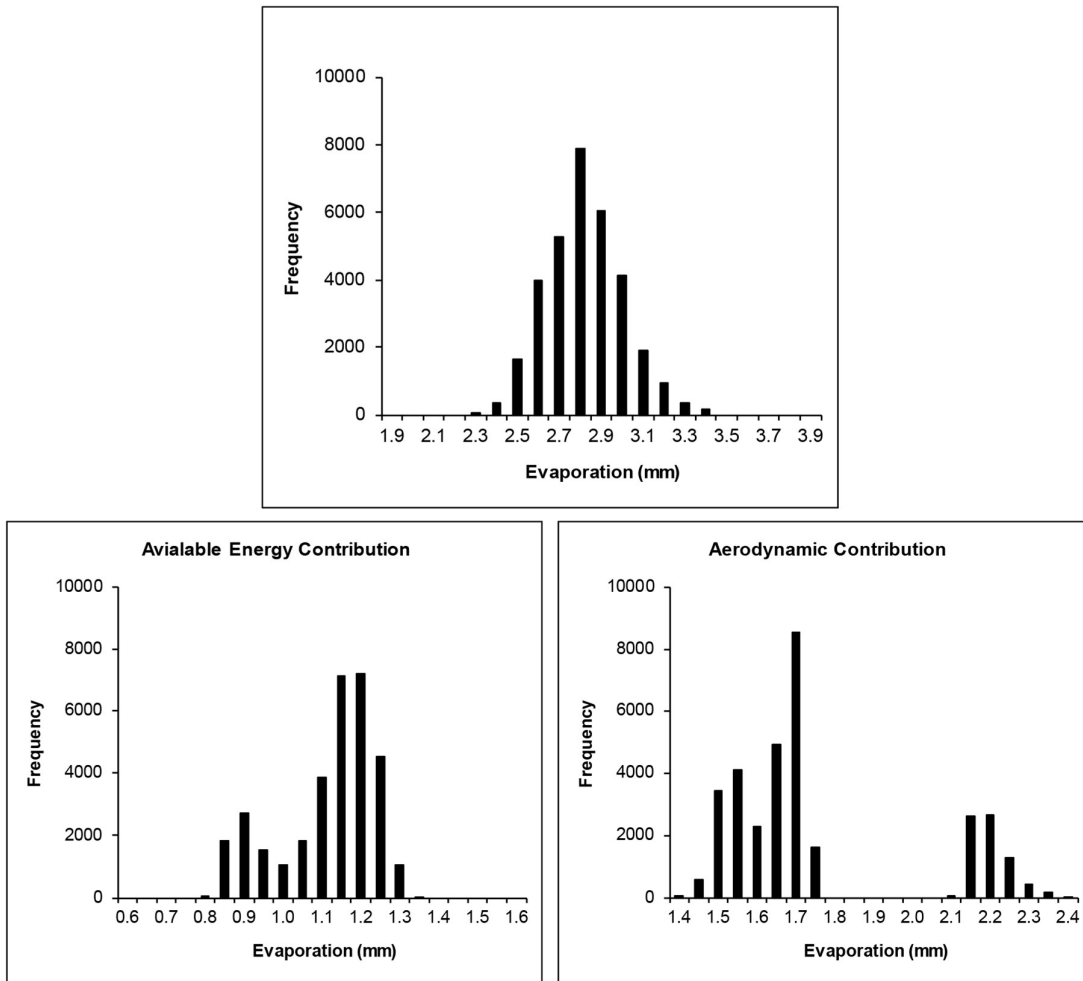 10000
8000
6000
4000
2000
0
Frequency
1.9 2.1 2.3 2.5 2.7 2.9 3.1 3.3 3.5 3.7 3.9
Evaporation (mm)
Avialable Energy Contribution
10000
8000
6000
4000
2000
0
Frequency
0.6 0.7 0.8 0.9 1.0 1.1 1.2 1.3 1.4 1.5 1.6
Evaporation (mm)
Aerodynamic Contribution
10000
8000
6000
4000
2000
0
Frequency
1.4 1.5 1.6 1.7 1.8 1.9 2.0 2.1 2.2 2.3 2.4
Evaporation (mm)